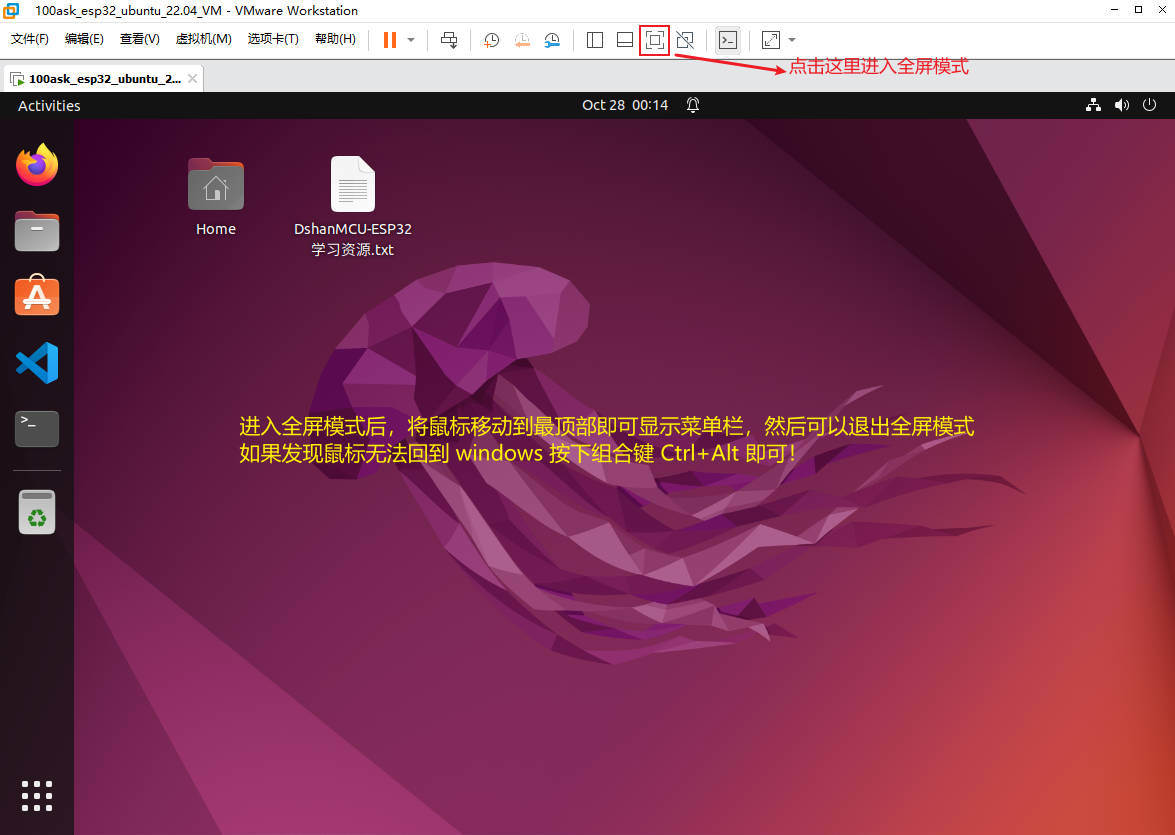 100ask_esp32_ubuntu_22.04_VM - VMware Workstation
文件(F) 编辑(E) 查看(V) 虚拟机(M) 选项卡(T) 帮助(H)
点击这里进入全屏模式
100ask_esp32_ubuntu_2...
Activities
Oct 28 00:14
Home
DshanMCU-ESP32
学习资源.txt
进入全屏模式后，将鼠标移动到最顶部即可显示菜单栏，然后可以退出全屏模式
如果发现鼠标无法回到 windows 按下组合键 Ctrl+Alt 即可！